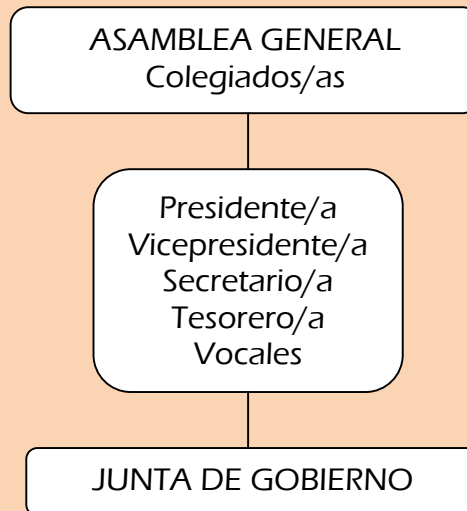 ASAMBLEA GENERAL
Colegiados/as
Presidente/a
Vicepresidente/a
Secretario/a
Tesorero/a
Vocales
JUNTA DE GOBIERNO